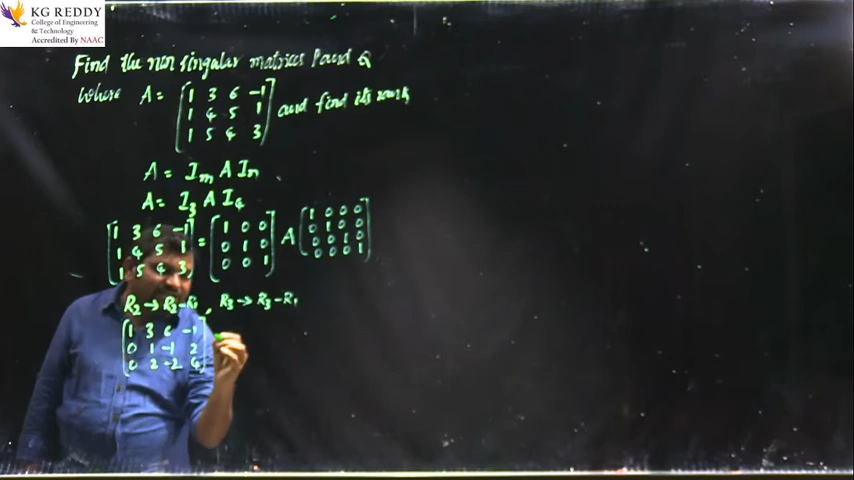 KG REDDY
College of Engineering
& Technology
Accredited By NAAC
Find the non singular matrices P and Q
where A = [1 3 6 -1
1 4 5 1
1 5 4 3] and find its rank
A = Im A In
A = I3 A I4
[1 3 6 -1
1 4 5 1
1 5 4 3] = [1 0 0
0 1 0
0 0 1] A [1 0 0 0
0 1 0 0
0 0 1 0
0 0 0 1]
R2 → R2-R1, R3 → R3-R1
[1 3 6 -1
0 1 -1 2
0 2 -2 4]